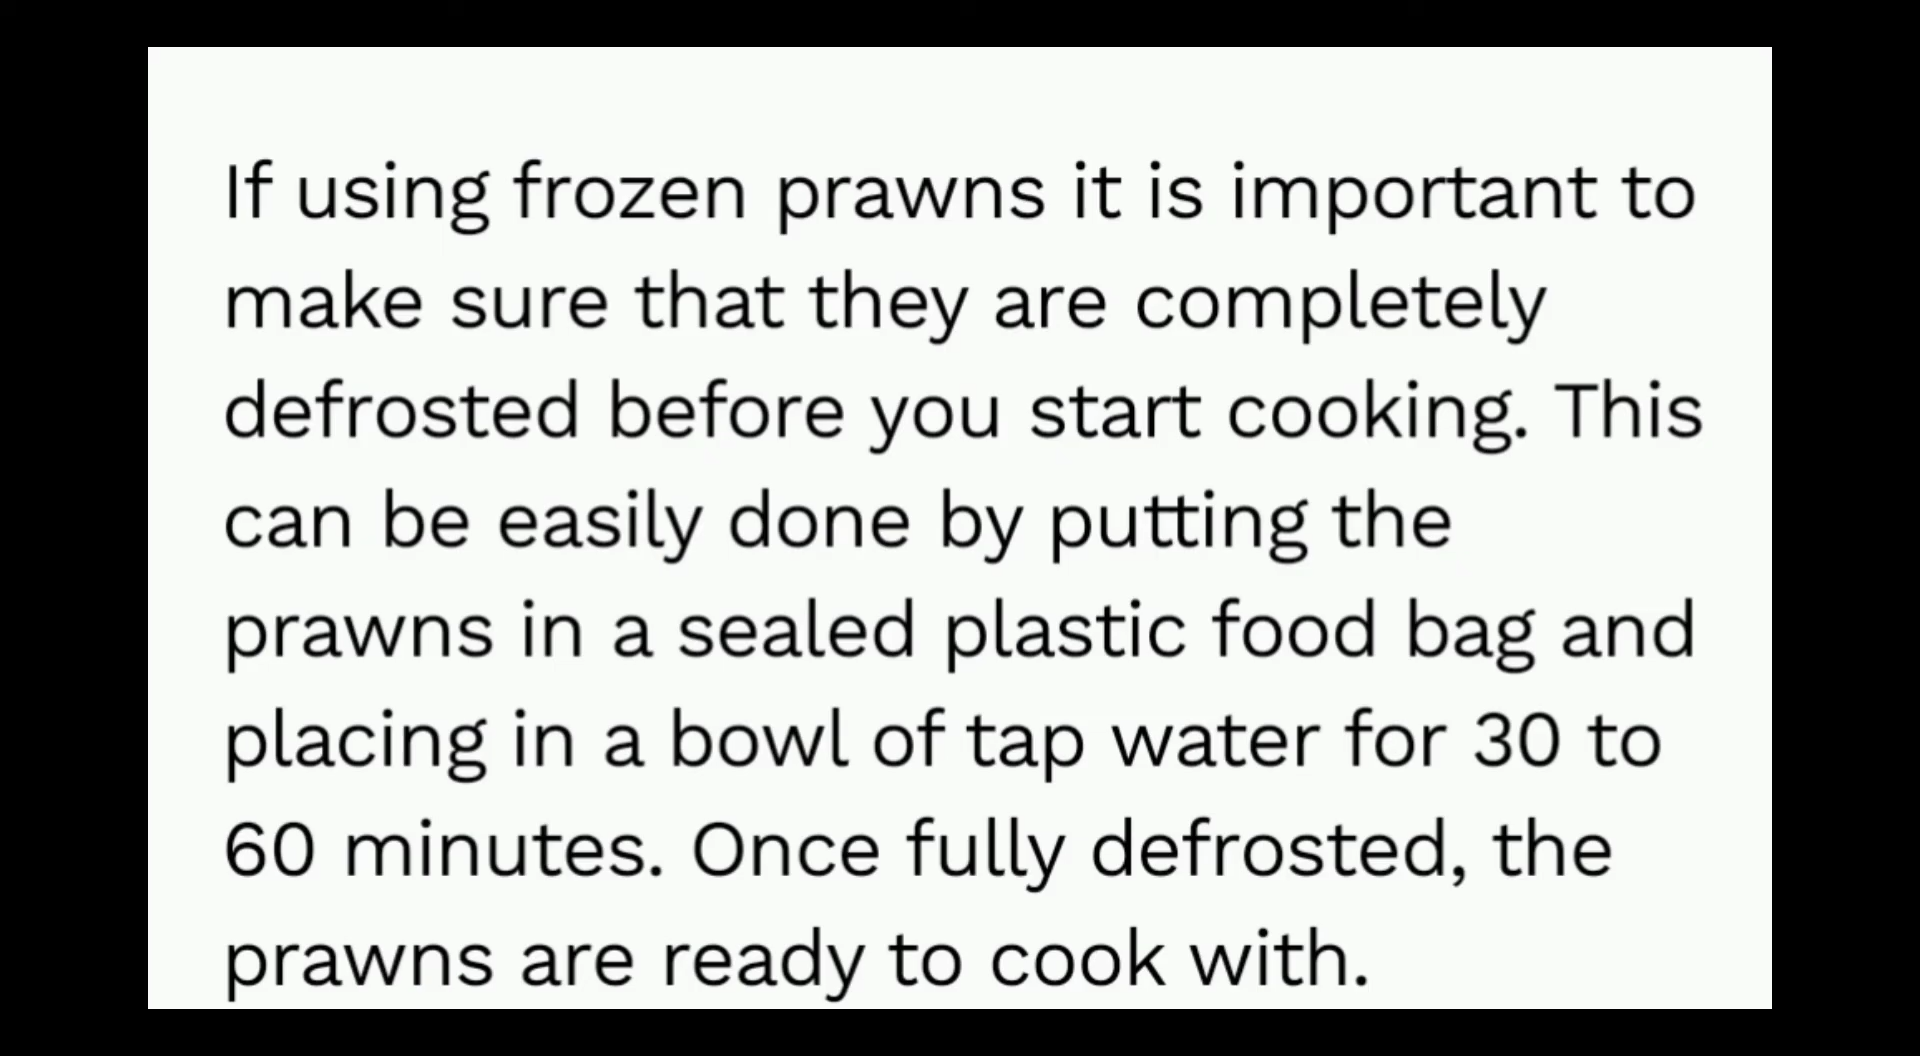 If using frozen prawns it is important to
make sure that they are completely
defrosted before you start cooking. This
can be easily done by putting the
prawns in a sealed plastic food bag and
placing in a bowl of tap water for 30 to
60 minutes. Once fully defrosted, the
prawns are ready to cook with.